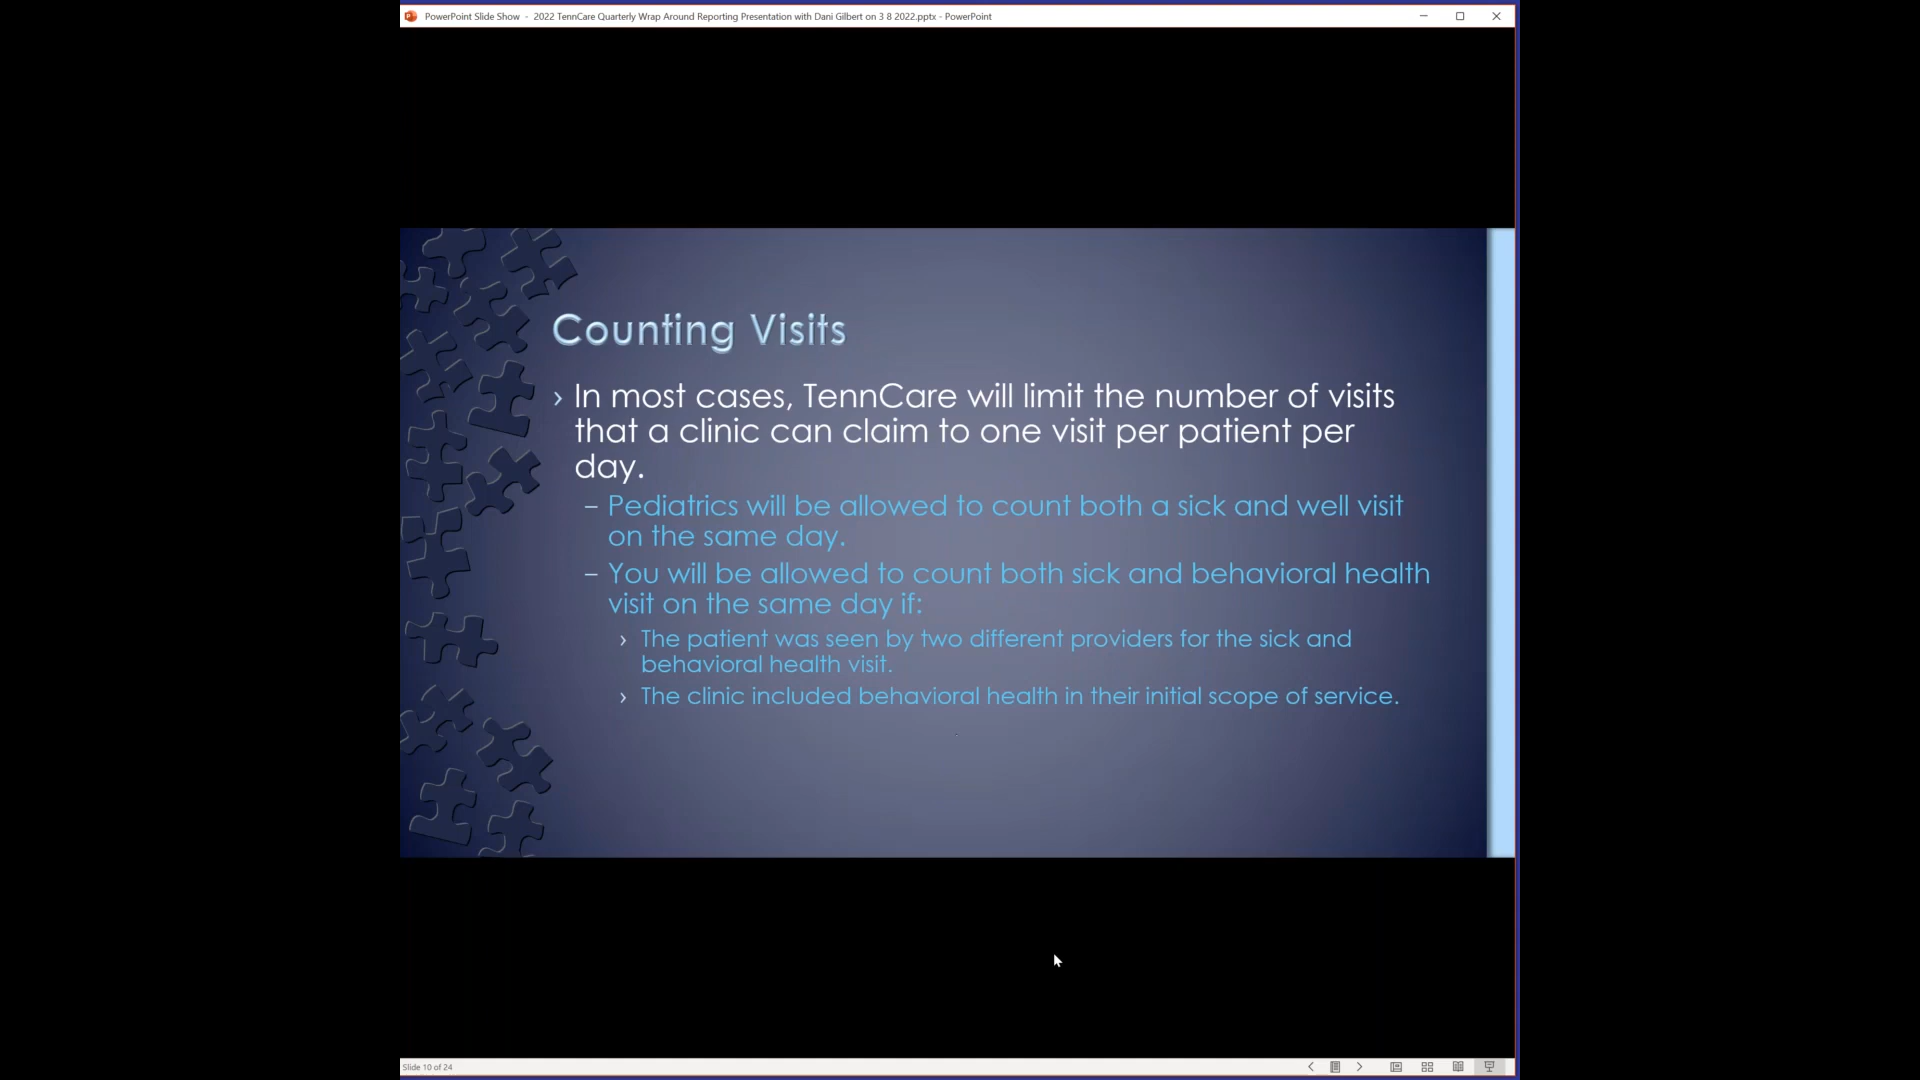 PowerPoint Slide Show - 2022 TennCare Quarterly Wrap Around Reporting Presentation with Dani Gilbert on 3 8 2022.pptx - PowerPoint
Counting Visits
› In most cases, TennCare will limit the number of visits
that a clinic can claim to one visit per patient per
day.
– Pediatrics will be allowed to count both a sick and well visit
on the same day.
– You will be allowed to count both sick and behavioral health
visit on the same day if:
› The patient was seen by two different providers for the sick and
behavioral health visit.
› The clinic included behavioral health in their initial scope of service.
Slide 10 of 24